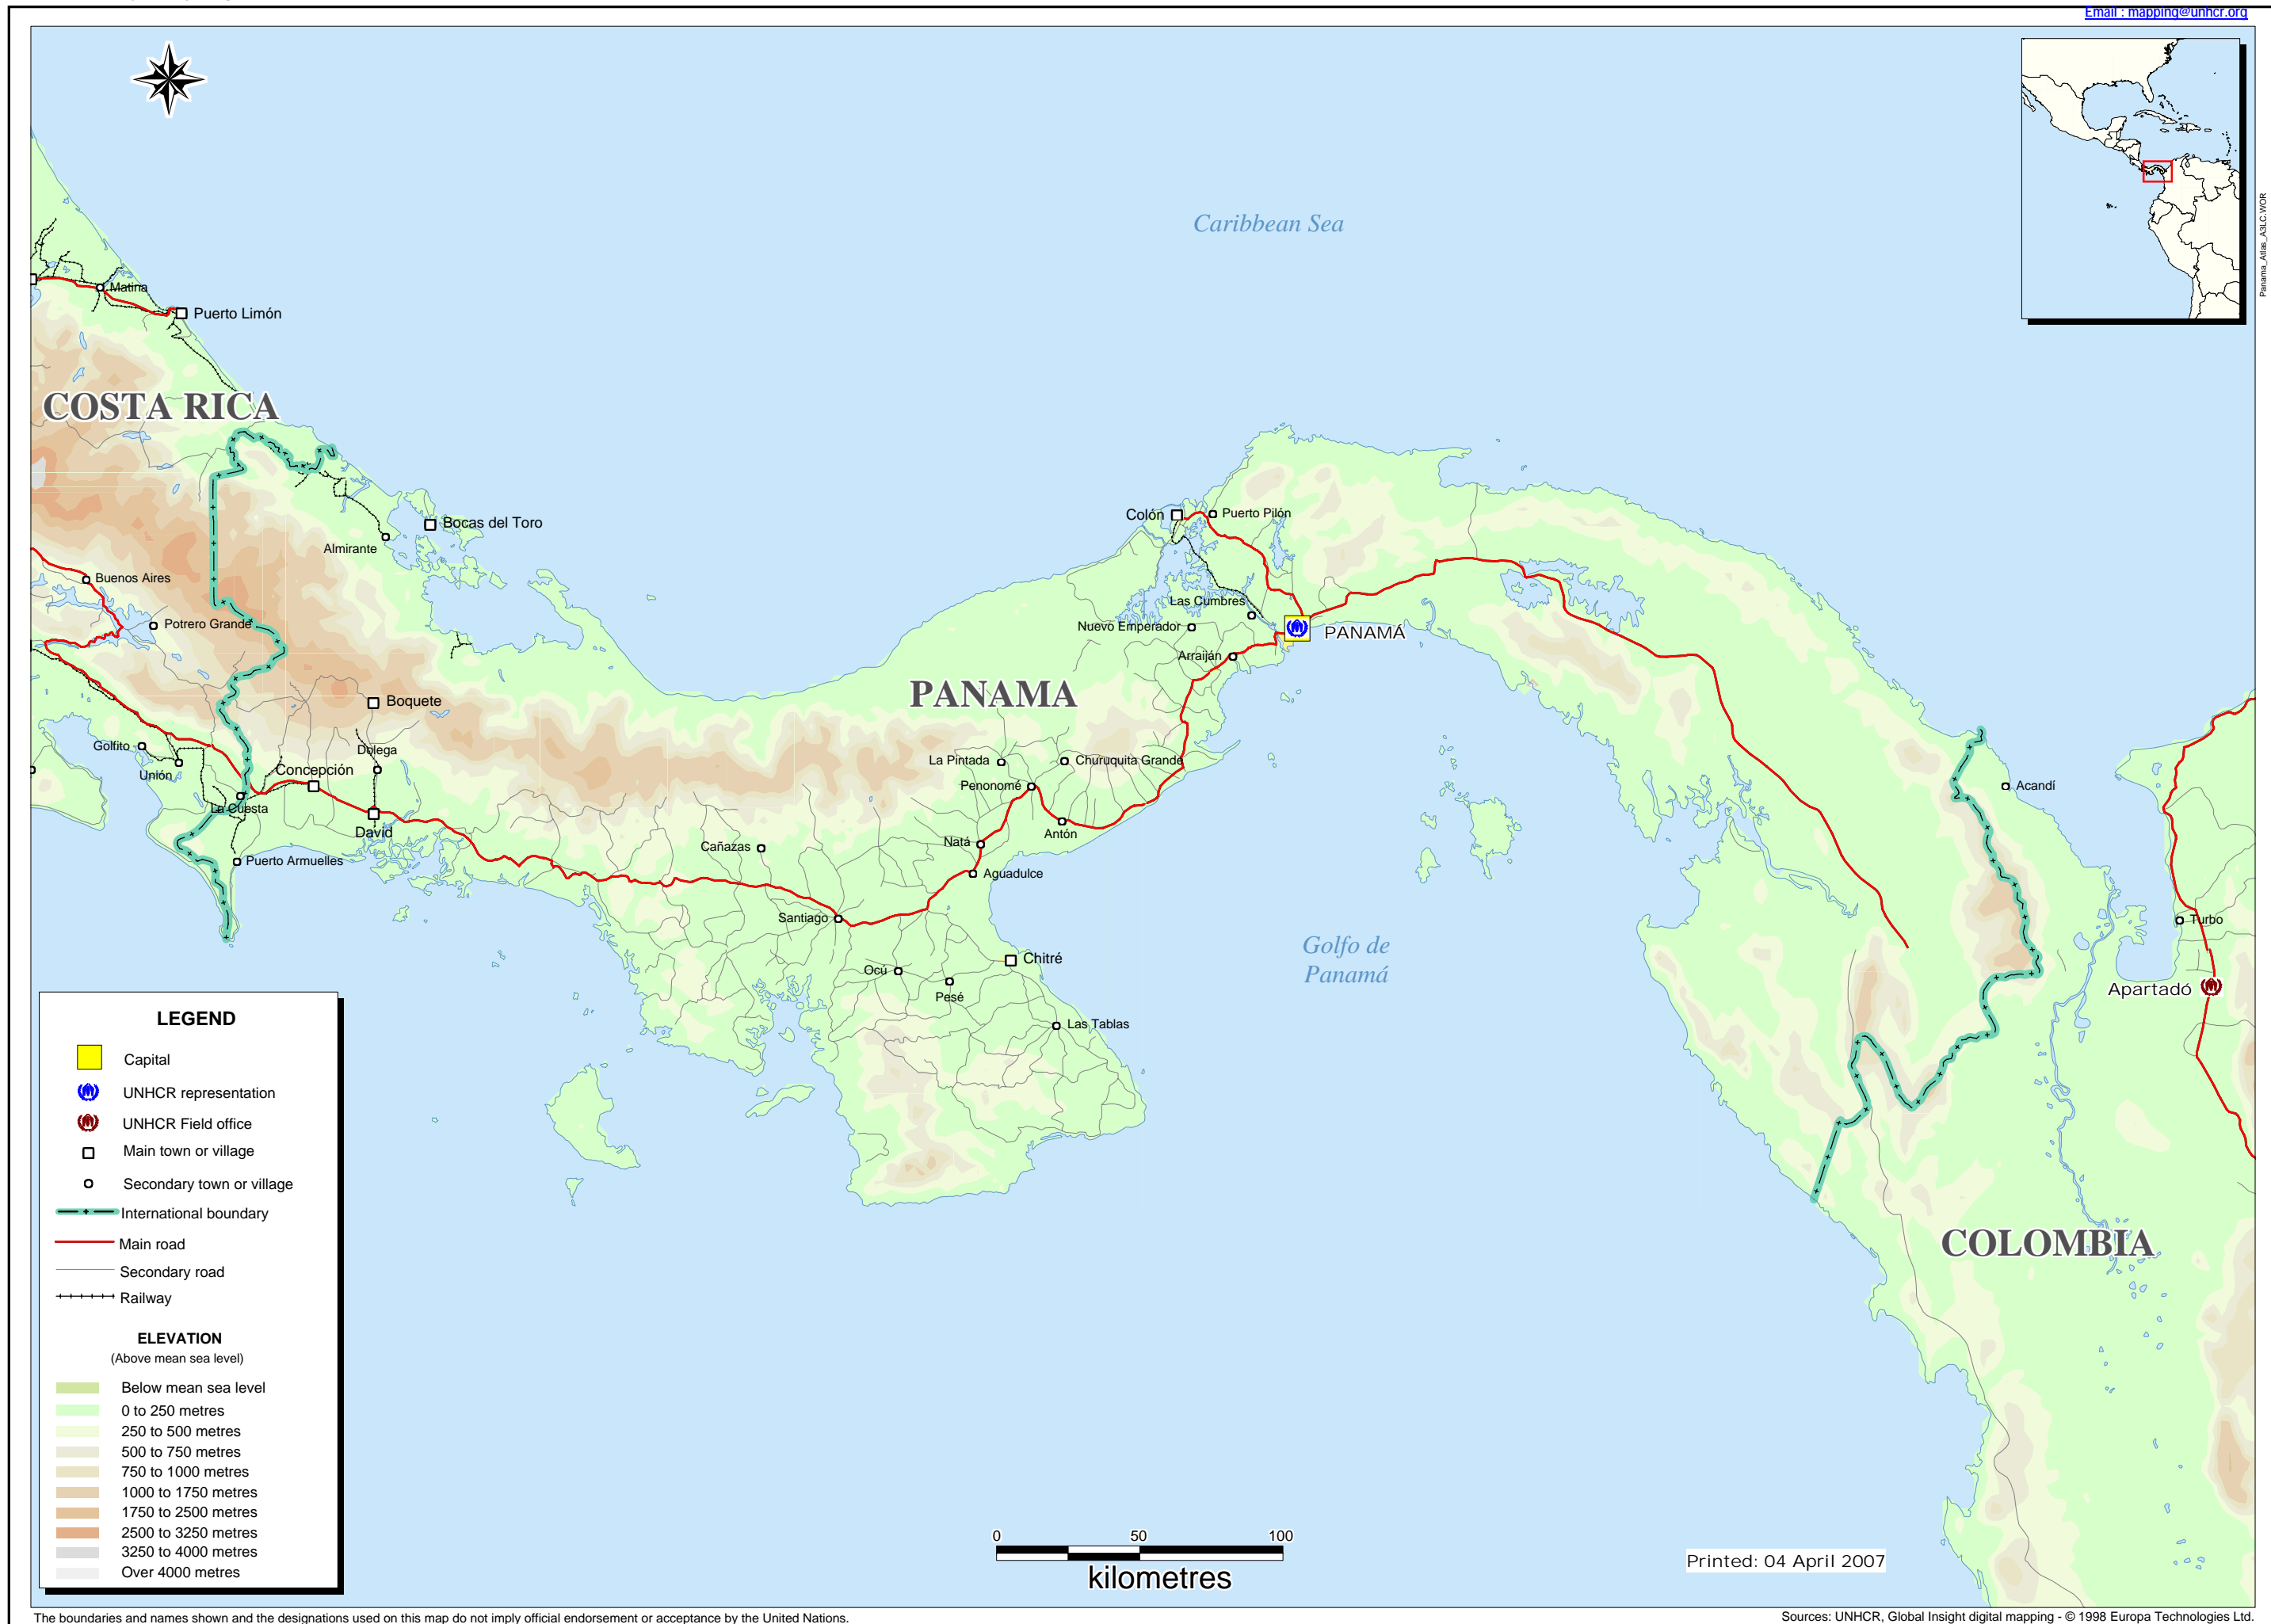 Email : mapping@unhcr.org
Panama_Atlas_A3LC.WOR
Caribbean Sea
Matina
Puerto Limón
COSTA RICA
Bocas del Toro
Almirante
Colón
Puerto Pilón
Buenos Aires
Potrero Grande
Las Cumbres
Nuevo Emperador
PANAMÁ
Arraiján
PANAMA
Boquete
Golfito
Dolega
Unión
Concepción
La Pintada
Churuquita Grande
Penonomé
Acandí
La Cuesta
David
Antón
Natá
Cañazas
Puerto Armuelles
Aguadulce
Santiago
Turbo
Golfo de
Panamá
Chitré
Ocú
Pesé
Apartadó
Las Tablas
COLOMBIA
LEGEND
Capital
UNHCR representation
UNHCR Field office
Main town or village
Secondary town or village
International boundary
Main road
Secondary road
Railway
ELEVATION
(Above mean sea level)
Below mean sea level
0 to 250 metres
250 to 500 metres
500 to 750 metres
750 to 1000 metres
1000 to 1750 metres
1750 to 2500 metres
2500 to 3250 metres
3250 to 4000 metres
Over 4000 metres
0 50 100
kilometres
Printed: 04 April 2007
The boundaries and names shown and the designations used on this map do not imply official endorsement or acceptance by the United Nations.
Sources: UNHCR, Global Insight digital mapping - © 1998 Europa Technologies Ltd.